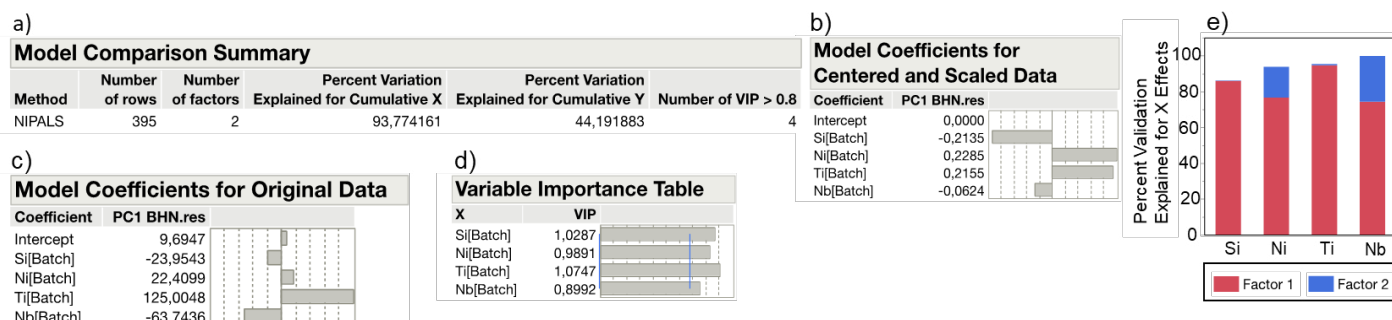 a)
Model Comparison Summary
Number Number Percent Variation Percent Variation
Method of rows of factors Explained for Cumulative X Explained for Cumulative Y Number of VIP > 0.8
NIPALS 395 2 93,774161 44,191883 4
b)
Model Coefficients for
Centered and Scaled Data
Coefficient PC1 BHN.res
Intercept 0,0000
Si[Batch] -0,2135
Ni[Batch] 0,2285
Ti[Batch] 0,2155
Nb[Batch] -0,0624
c)
Model Coefficients for Original Data
Coefficient PC1 BHN.res
Intercept 9,6947
Si[Batch] -23,9543
Ni[Batch] 22,4099
Ti[Batch] 125,0048
Nb[Batch] -63,7436
d)
Variable Importance Table
X VIP
Si[Batch] 1,0287
Ni[Batch] 0,9891
Ti[Batch] 1,0747
Nb[Batch] 0,8992
e)
Percent Validation
Explained for X Effects
100
80
60
40
20
0
Si Ni Ti Nb
Factor 1 Factor 2